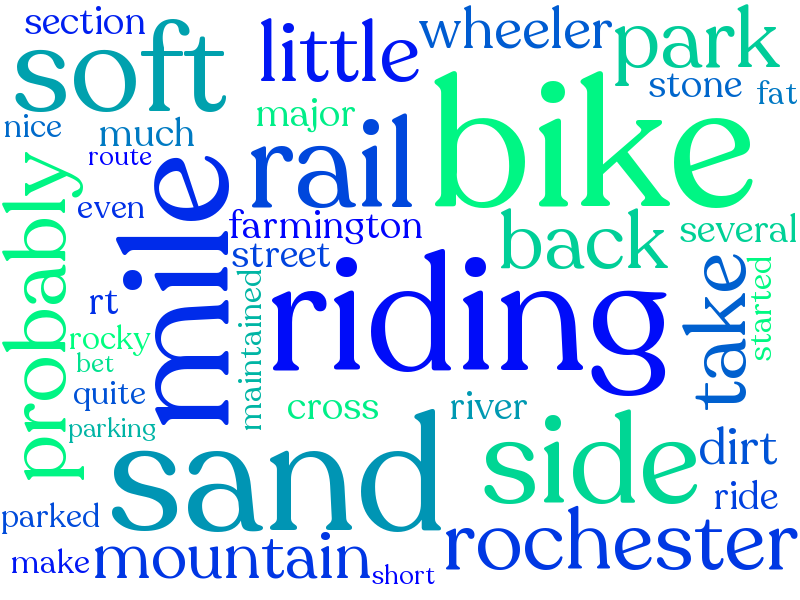 section
soft
little
wheeler
park
stone
fat
nice
much
major
bike
route
rail
mile
even
farmington
back
several
probably
street
rt
maintained
riding
take
started
rocky
bet
quite
parking
cross
river
sand
side
dirt
ride
parked
rochester
make
mountain
short